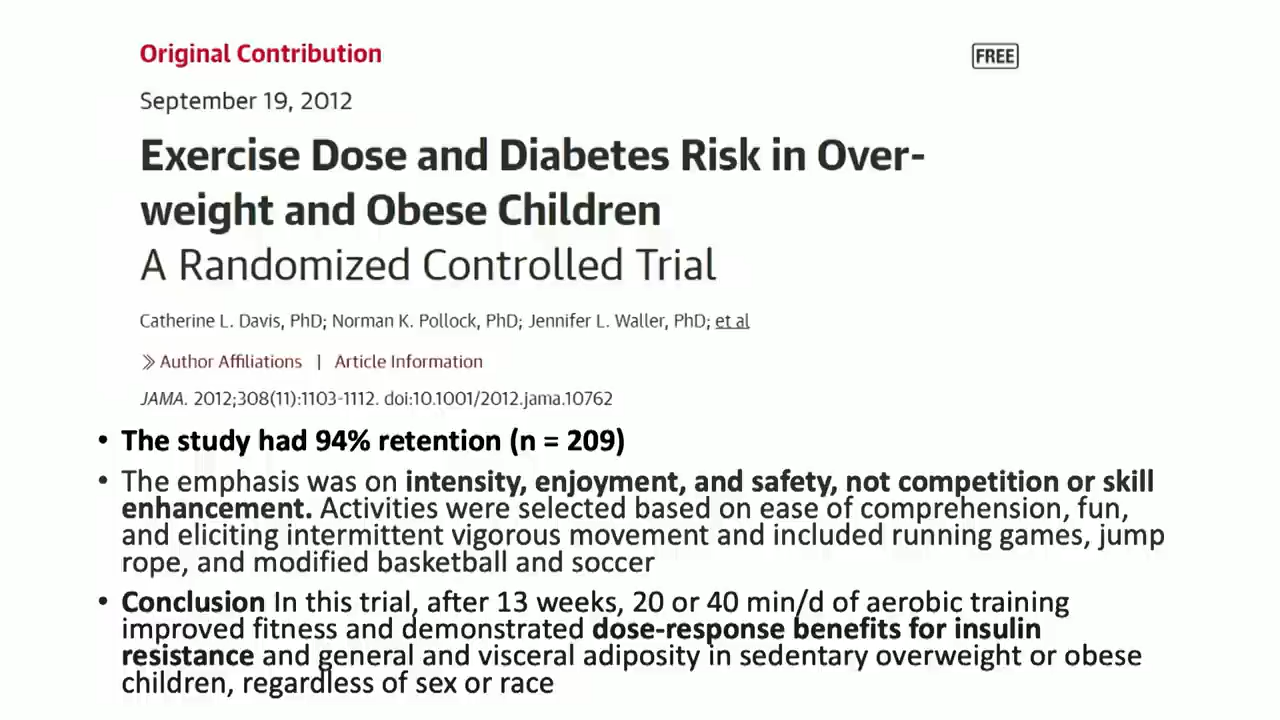 Original Contribution
FREE
September 19, 2012
Exercise Dose and Diabetes Risk in Over-
weight and Obese Children
A Randomized Controlled Trial
Catherine L. Davis, PhD; Norman K. Pollock, PhD; Jennifer L. Waller, PhD; et al
≫ Author Affiliations | Article Information
JAMA. 2012;308(11):1103-1112. doi:10.1001/2012.jama.10762
• The study had 94% retention (n = 209)
• The emphasis was on intensity, enjoyment, and safety, not competition or skill
enhancement. Activities were selected based on ease of comprehension, fun,
and eliciting intermittent vigorous movement and included running games, jump
rope, and modified basketball and soccer
• Conclusion In this trial, after 13 weeks, 20 or 40 min/d of aerobic training
improved fitness and demonstrated dose-response benefits for insulin
resistance and general and visceral adiposity in sedentary overweight or obese
children, regardless of sex or race